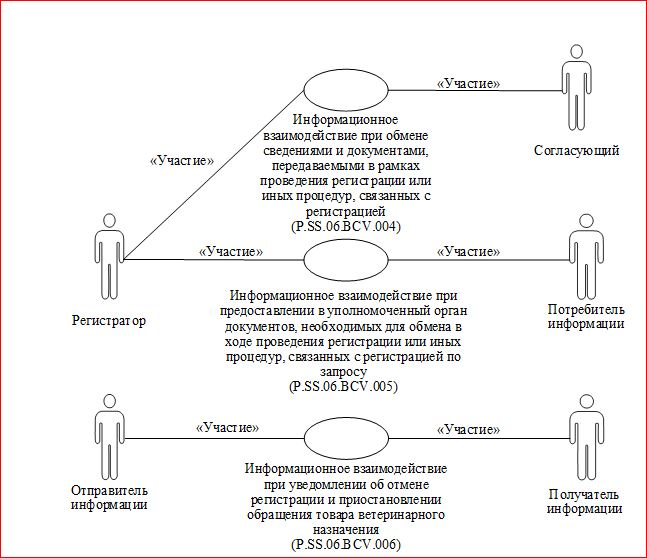 «Участие»
«Участие»
Согласующий
Информационное
взаимодействие при обмене
сведениями и документами,
передаваемыми в рамках
проведения регистрации или
иных процедур, связанных с
регистрацией
(P.SS.06.BCV.004)
«Участие»
«Участие»
Регистратор
Потребитель
информации
Информационное взаимодействие при
предоставлении в уполномоченный орган
документов, необходимых для обмена в
ходе проведения регистрации или иных
процедур, связанных с регистрацией по
запросу
(P.SS.06.BCV.005)
«Участие»
«Участие»
Отправитель
информации
Получатель
информации
Информационное взаимодействие
при уведомлении об отмене
регистрации и приостановлении
обращения товара ветеринарного
назначения
(P.SS.06.BCV.006)